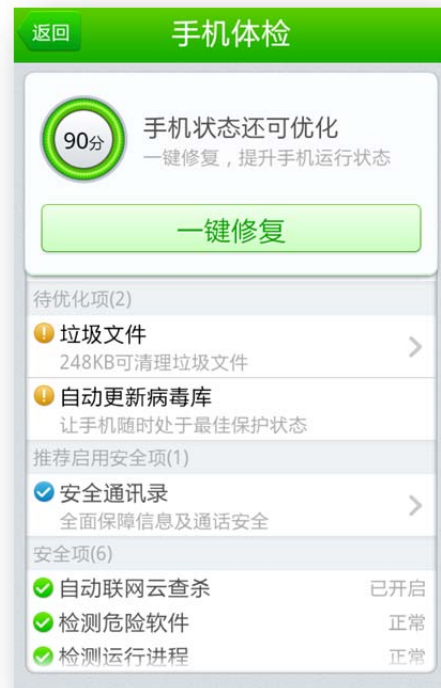 返回
手机体检
90分
手机状态还可优化
一键修复，提升手机运行状态
一键修复
待优化项(2)
垃圾文件
248KB可清理垃圾文件
自动更新病毒库
让手机随时处于最佳保护状态
推荐启用安全项(1)
安全通讯录
全面保障信息及通话安全
安全项(6)
自动联网云查杀 已开启
检测危险软件 正常
检测运行进程 正常